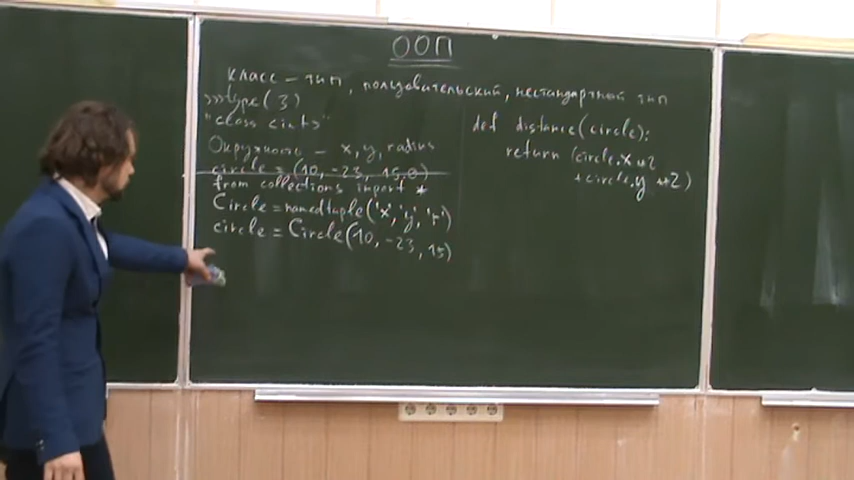 ООП
класс – тип, пользовательский, нестандартный тип
>>> type(3)
"class cint>"
Окружность – x, y, radius
circle = (10, -23, 15.0)
from collections import *
Circle = namedtuple('x', 'y', 'r')
circle = Circle(10, -23, 15)
def distance(circle):
return (circle.x**2
+circle.y **2)